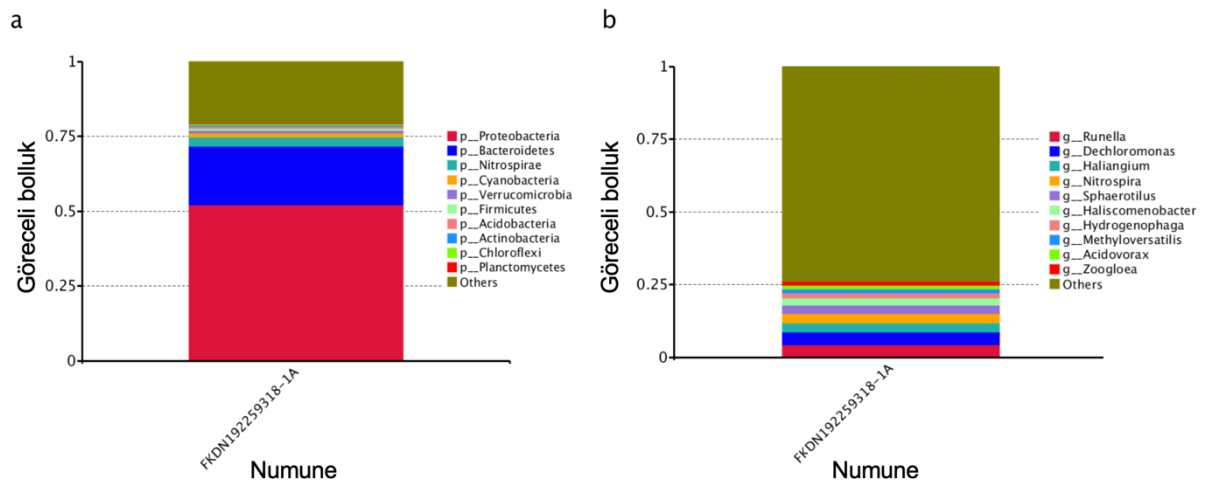 a
Göreceli bolluk
1
0.75
0.5
0.25
0
p__Proteobacteria
p__Bacteroidetes
p__Nitrospirae
p__Cyanobacteria
p__Verrucomicrobia
p__Firmicutes
p__Acidobacteria
p__Actinobacteria
p__Chloroflexi
p__Planctomycetes
Others
FKDN192259318-1A
Numune
b
Göreceli bolluk
1
0.75
0.5
0.25
0
g__Runella
g__Dechloromonas
g__Haliangium
g__Nitrospira
g__Sphaerotilus
g__Haliscomenobacter
g__Hydrogenophaga
g__Methyloversatilis
g__Acidovorax
g__Zoogloea
Others
FKDN192259318-1A
Numune